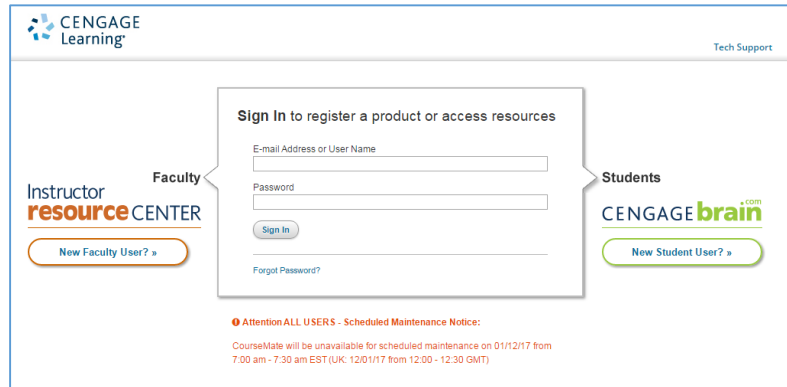 CENGAGE
Learning·
Tech Support
Sign In to register a product or access resources
E-mail Address or User Name
Password
Sign In
Forgot Password?
Faculty
Instructor
resource CENTER
New Faculty User? »
Students
CENGAGEbrain.com
New Student User? »
Attention ALL USERS - Scheduled Maintenance Notice:
CourseMate will be unavailable for scheduled maintenance on 01/12/17 from
7:00 am - 7:30 am EST (UK: 12/01/17 from 12:00 - 12:30 GMT)